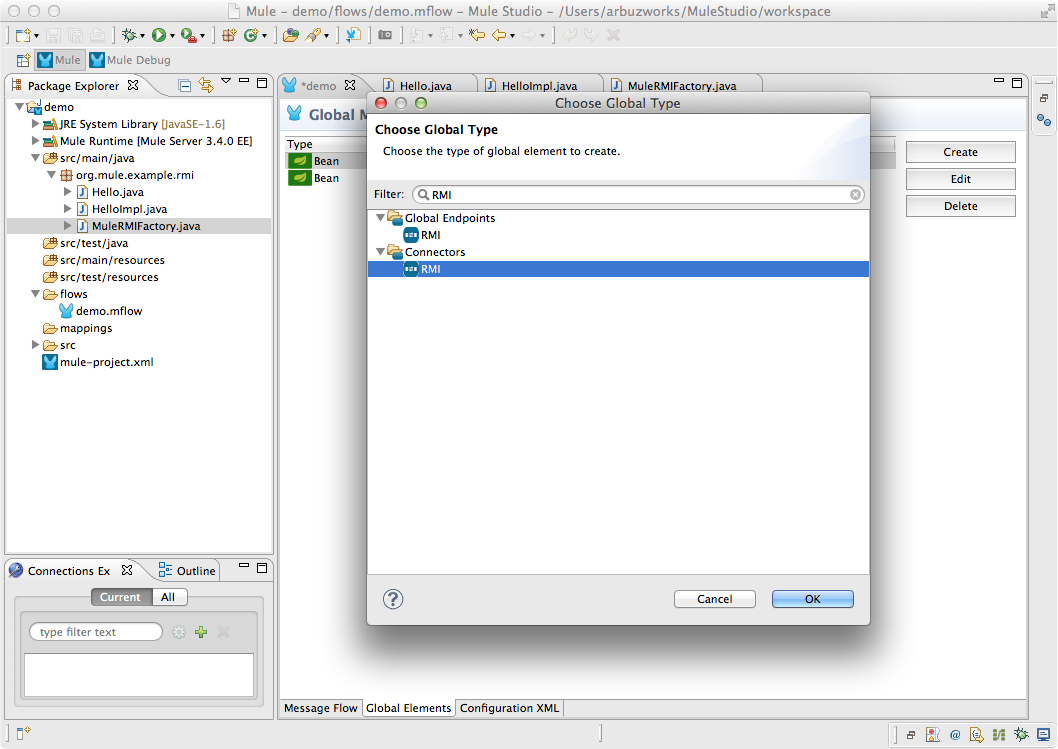 Mule – demo/flows/demo.mflow – Mule Studio – /Users/arbuzworks/MuleStudio/workspace
Mule Mule Debug
Package Explorer
demo
JRE System Library [JavaSE-1.6]
Mule Runtime [Mule Server 3.4.0 EE]
src/main/java
org.mule.example.rmi
Hello.java
HelloImpl.java
MuleRMIFactory.java
src/test/java
src/main/resources
src/test/resources
flows
demo.mflow
mappings
src
mule-project.xml
Connections Ex Outline
Current All
type filter text
*demo Hello.java HelloImpl.java MuleRMIFactory.java
Global M
Type
Bean
Bean
Create
Edit
Delete
Choose Global Type
Choose Global Type
Choose the type of global element to create.
Filter: RMI
Global Endpoints
RMI
Connectors
RMI
? Cancel OK
Message Flow Global Elements Configuration XML